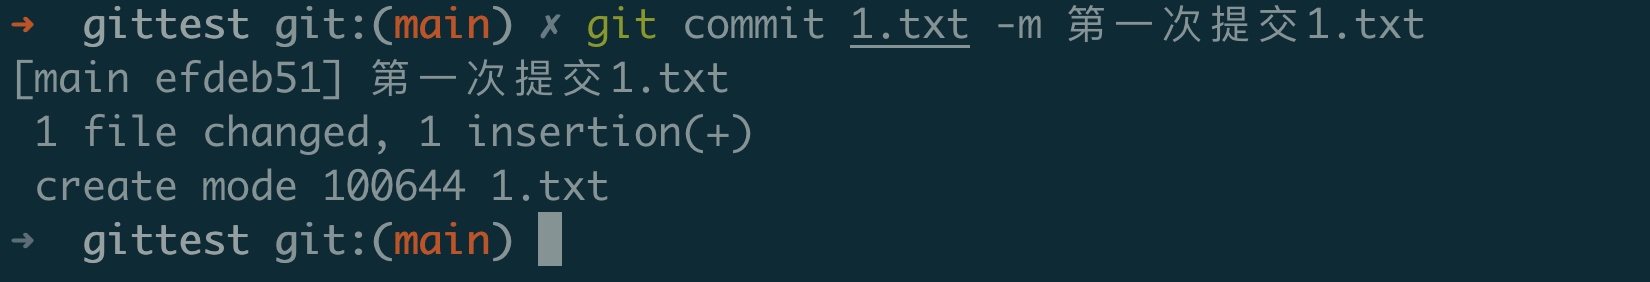 ➜  gittest git:(main) ✗ git commit 1.txt -m 第一次提交1.txt
[main efdeb51] 第一次提交1.txt
 1 file changed, 1 insertion(+)
 create mode 100644 1.txt
➜  gittest git:(main)